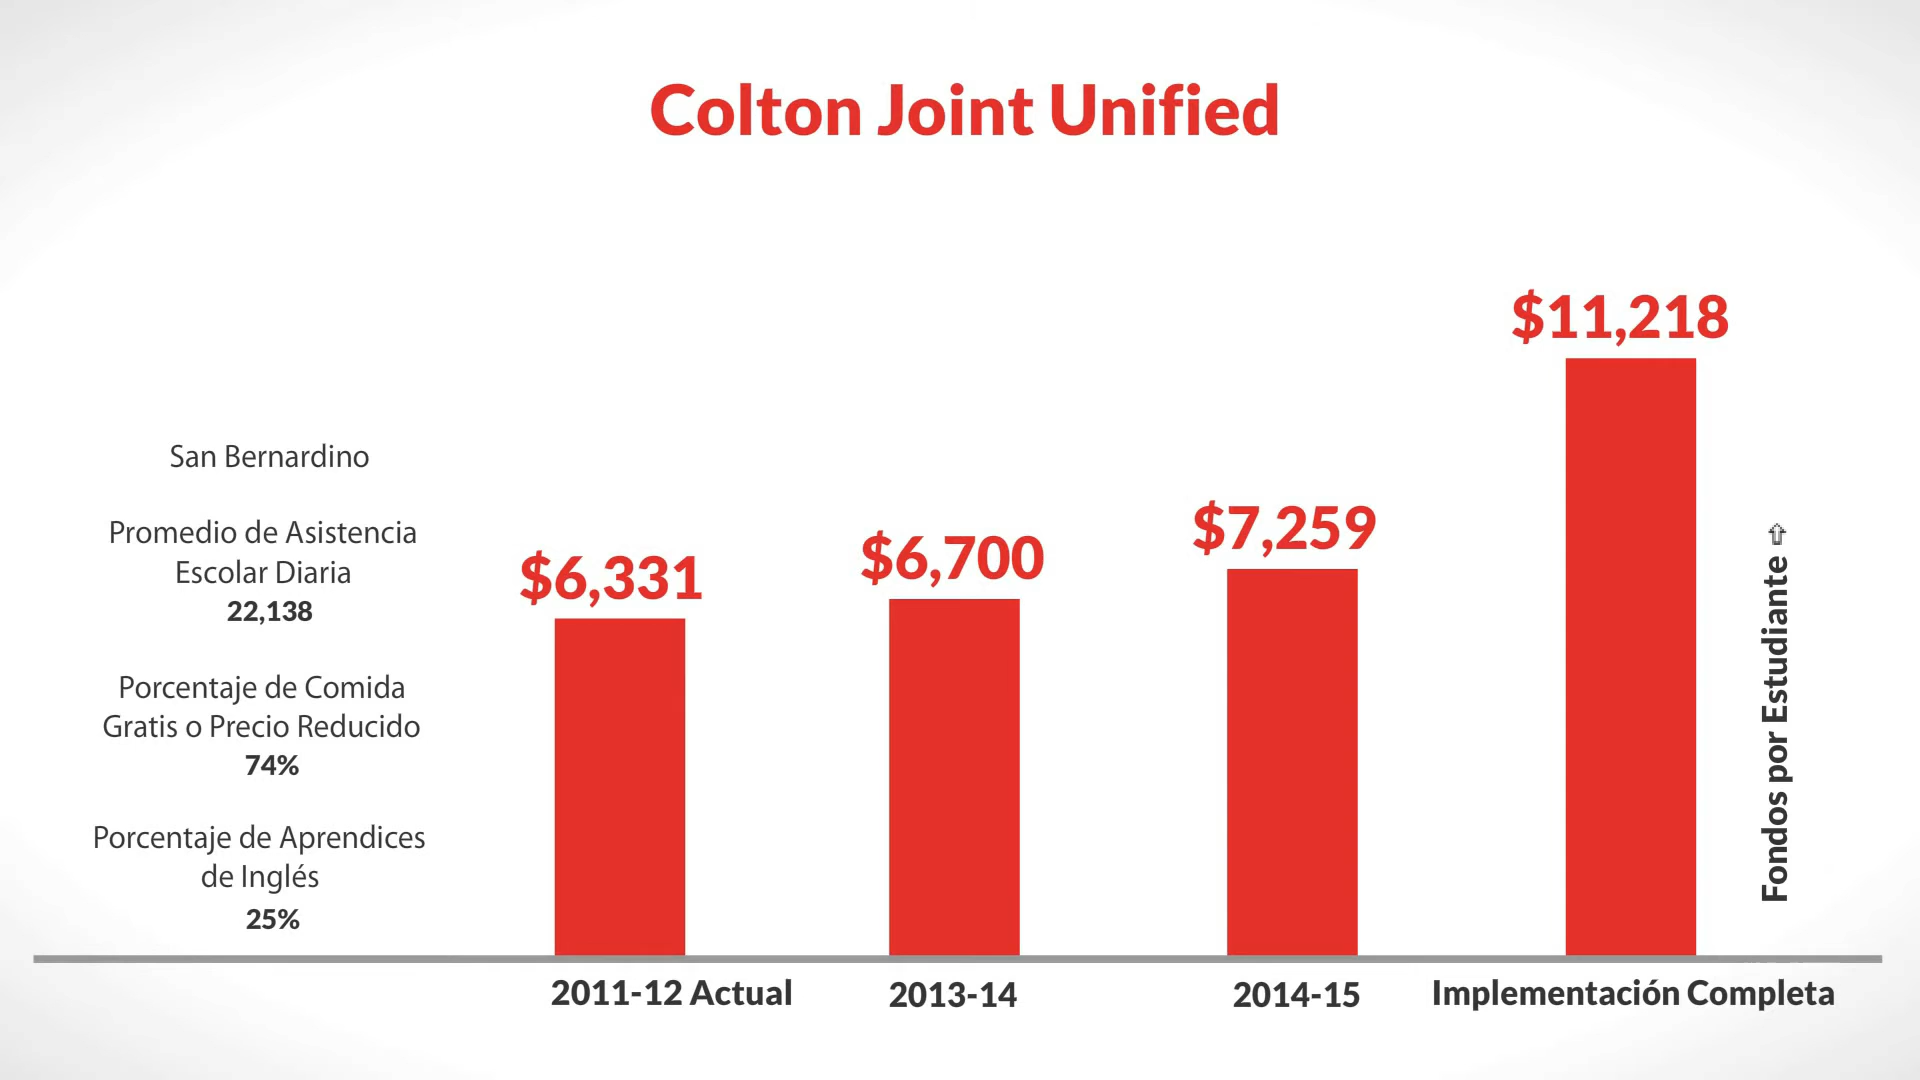 Colton Joint Unified
San Bernardino
Promedio de Asistencia
Escolar Diaria
22,138
Porcentaje de Comida
Gratis o Precio Reducido
74%
Porcentaje de Aprendices
de Inglés
25%
$6,331
$6,700
$7,259
$11,218
2011-12 Actual
2013-14
2014-15
Implementación Completa
Fondos por Estudiante ⇧